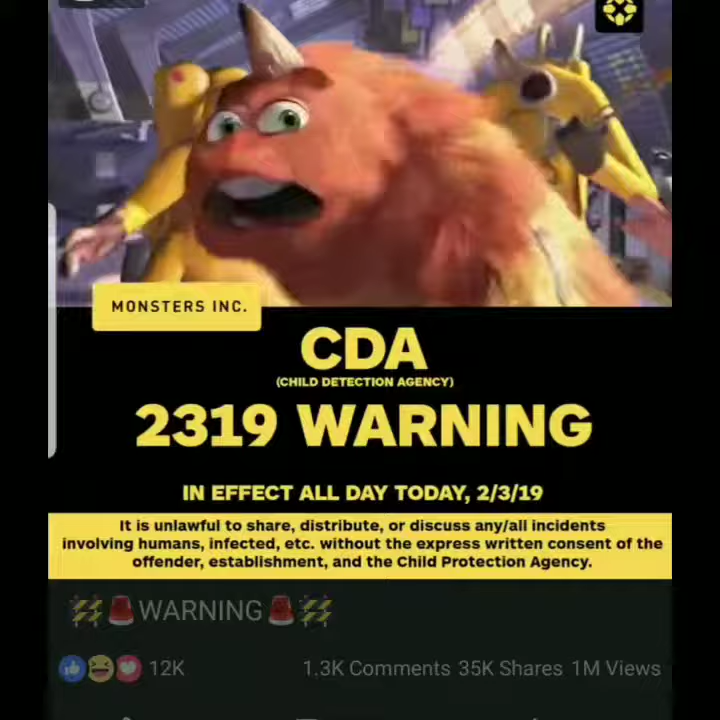 MONSTERS INC.
CDA
(CHILD DETECTION AGENCY)
2319 WARNING
IN EFFECT ALL DAY TODAY, 2/3/19
It is unlawful to share, distribute, or discuss any/all incidents
involving humans, infected, etc. without the express written consent of the
offender, establishment, and the Child Protection Agency.
🚧🚨WARNING🚨🚧
12K 1.3K Comments 35K Shares 1M Views